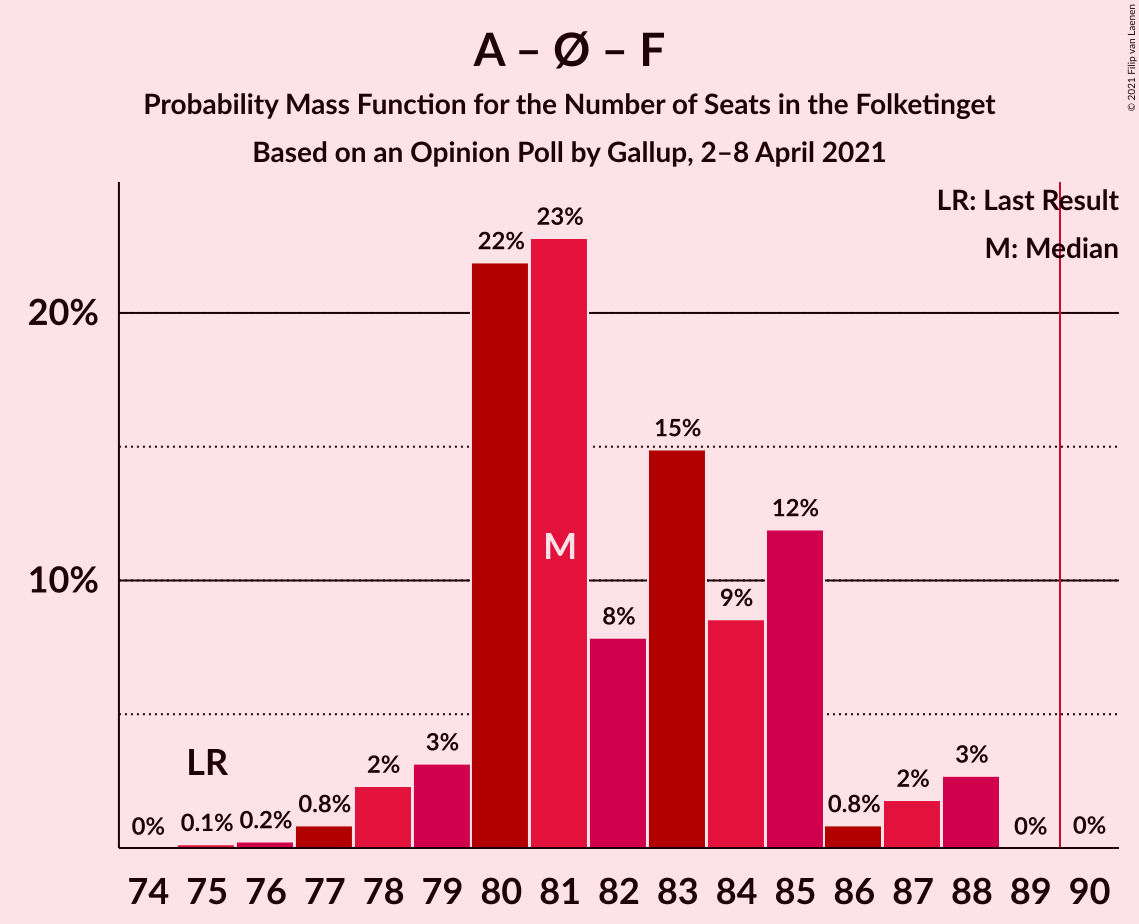 A – Ø – F
Probability Mass Function for the Number of Seats in the Folketinget
Based on an Opinion Poll by Gallup, 2–8 April 2021
© 2021 Filip van Laenen
LR: Last Result
M: Median
20%
10%
0%
0.1%
0.2%
0.8%
2%
3%
22%
23%
8%
15%
9%
12%
0.8%
2%
3%
0%
0%
LR
M
74 75 76 77 78 79 80 81 82 83 84 85 86 87 88 89 90